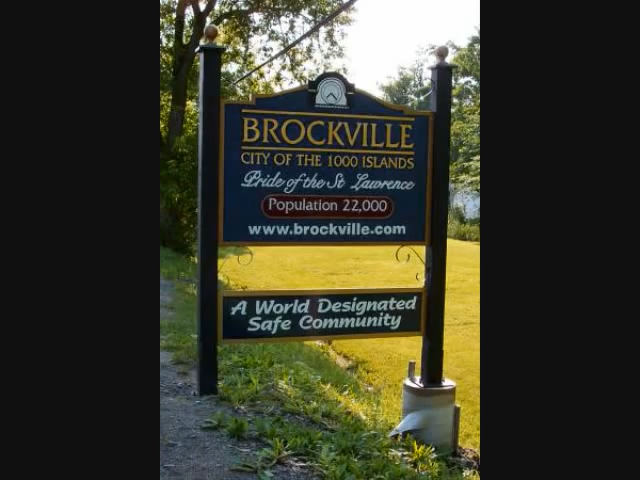 BROCKVILLE
CITY OF THE 1000 ISLANDS
Pride of the St Lawrence
Population 22,000
www.brockville.com
A World Designated
Safe Community